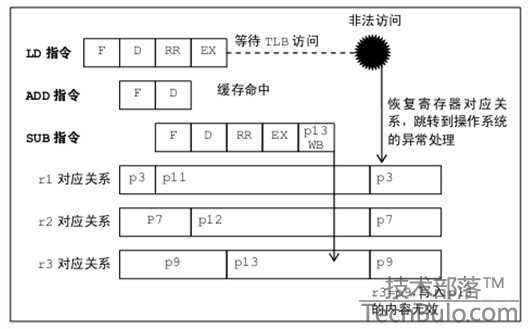 非法访问
LD 指令 F D RR EX 等待 TLB 访问
ADD 指令 F D 缓存命中
恢复寄存器对应关
系，跳转到操作系统
的异常处理
SUB 指令 F D RR EX p13
WB
r1 对应关系 p3 p11 p3
r2 对应关系 P7 p12 p7
r3 对应关系 p9 p13 p9
技术部落™
的内容无效
Techbulo.com